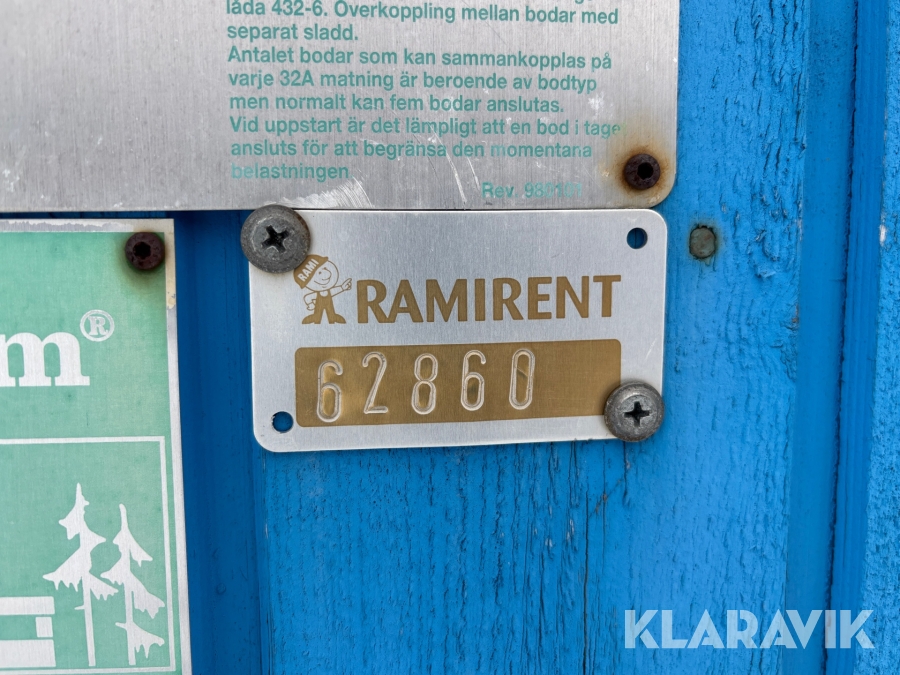 låda 432-6. Överkoppling mellan bodar med
separat sladd.
Antalet bodar som kan sammankopplas på
varje 32A matning är beroende av bodtyp
men normalt kan fem bodar anslutas.
Vid uppstart är det lämpligt att en bod i tage
ansluts för att begränsa den momentana
belastningen
Rev.
RAMI
RAMIRENT
62860
m®
KLARAVIK